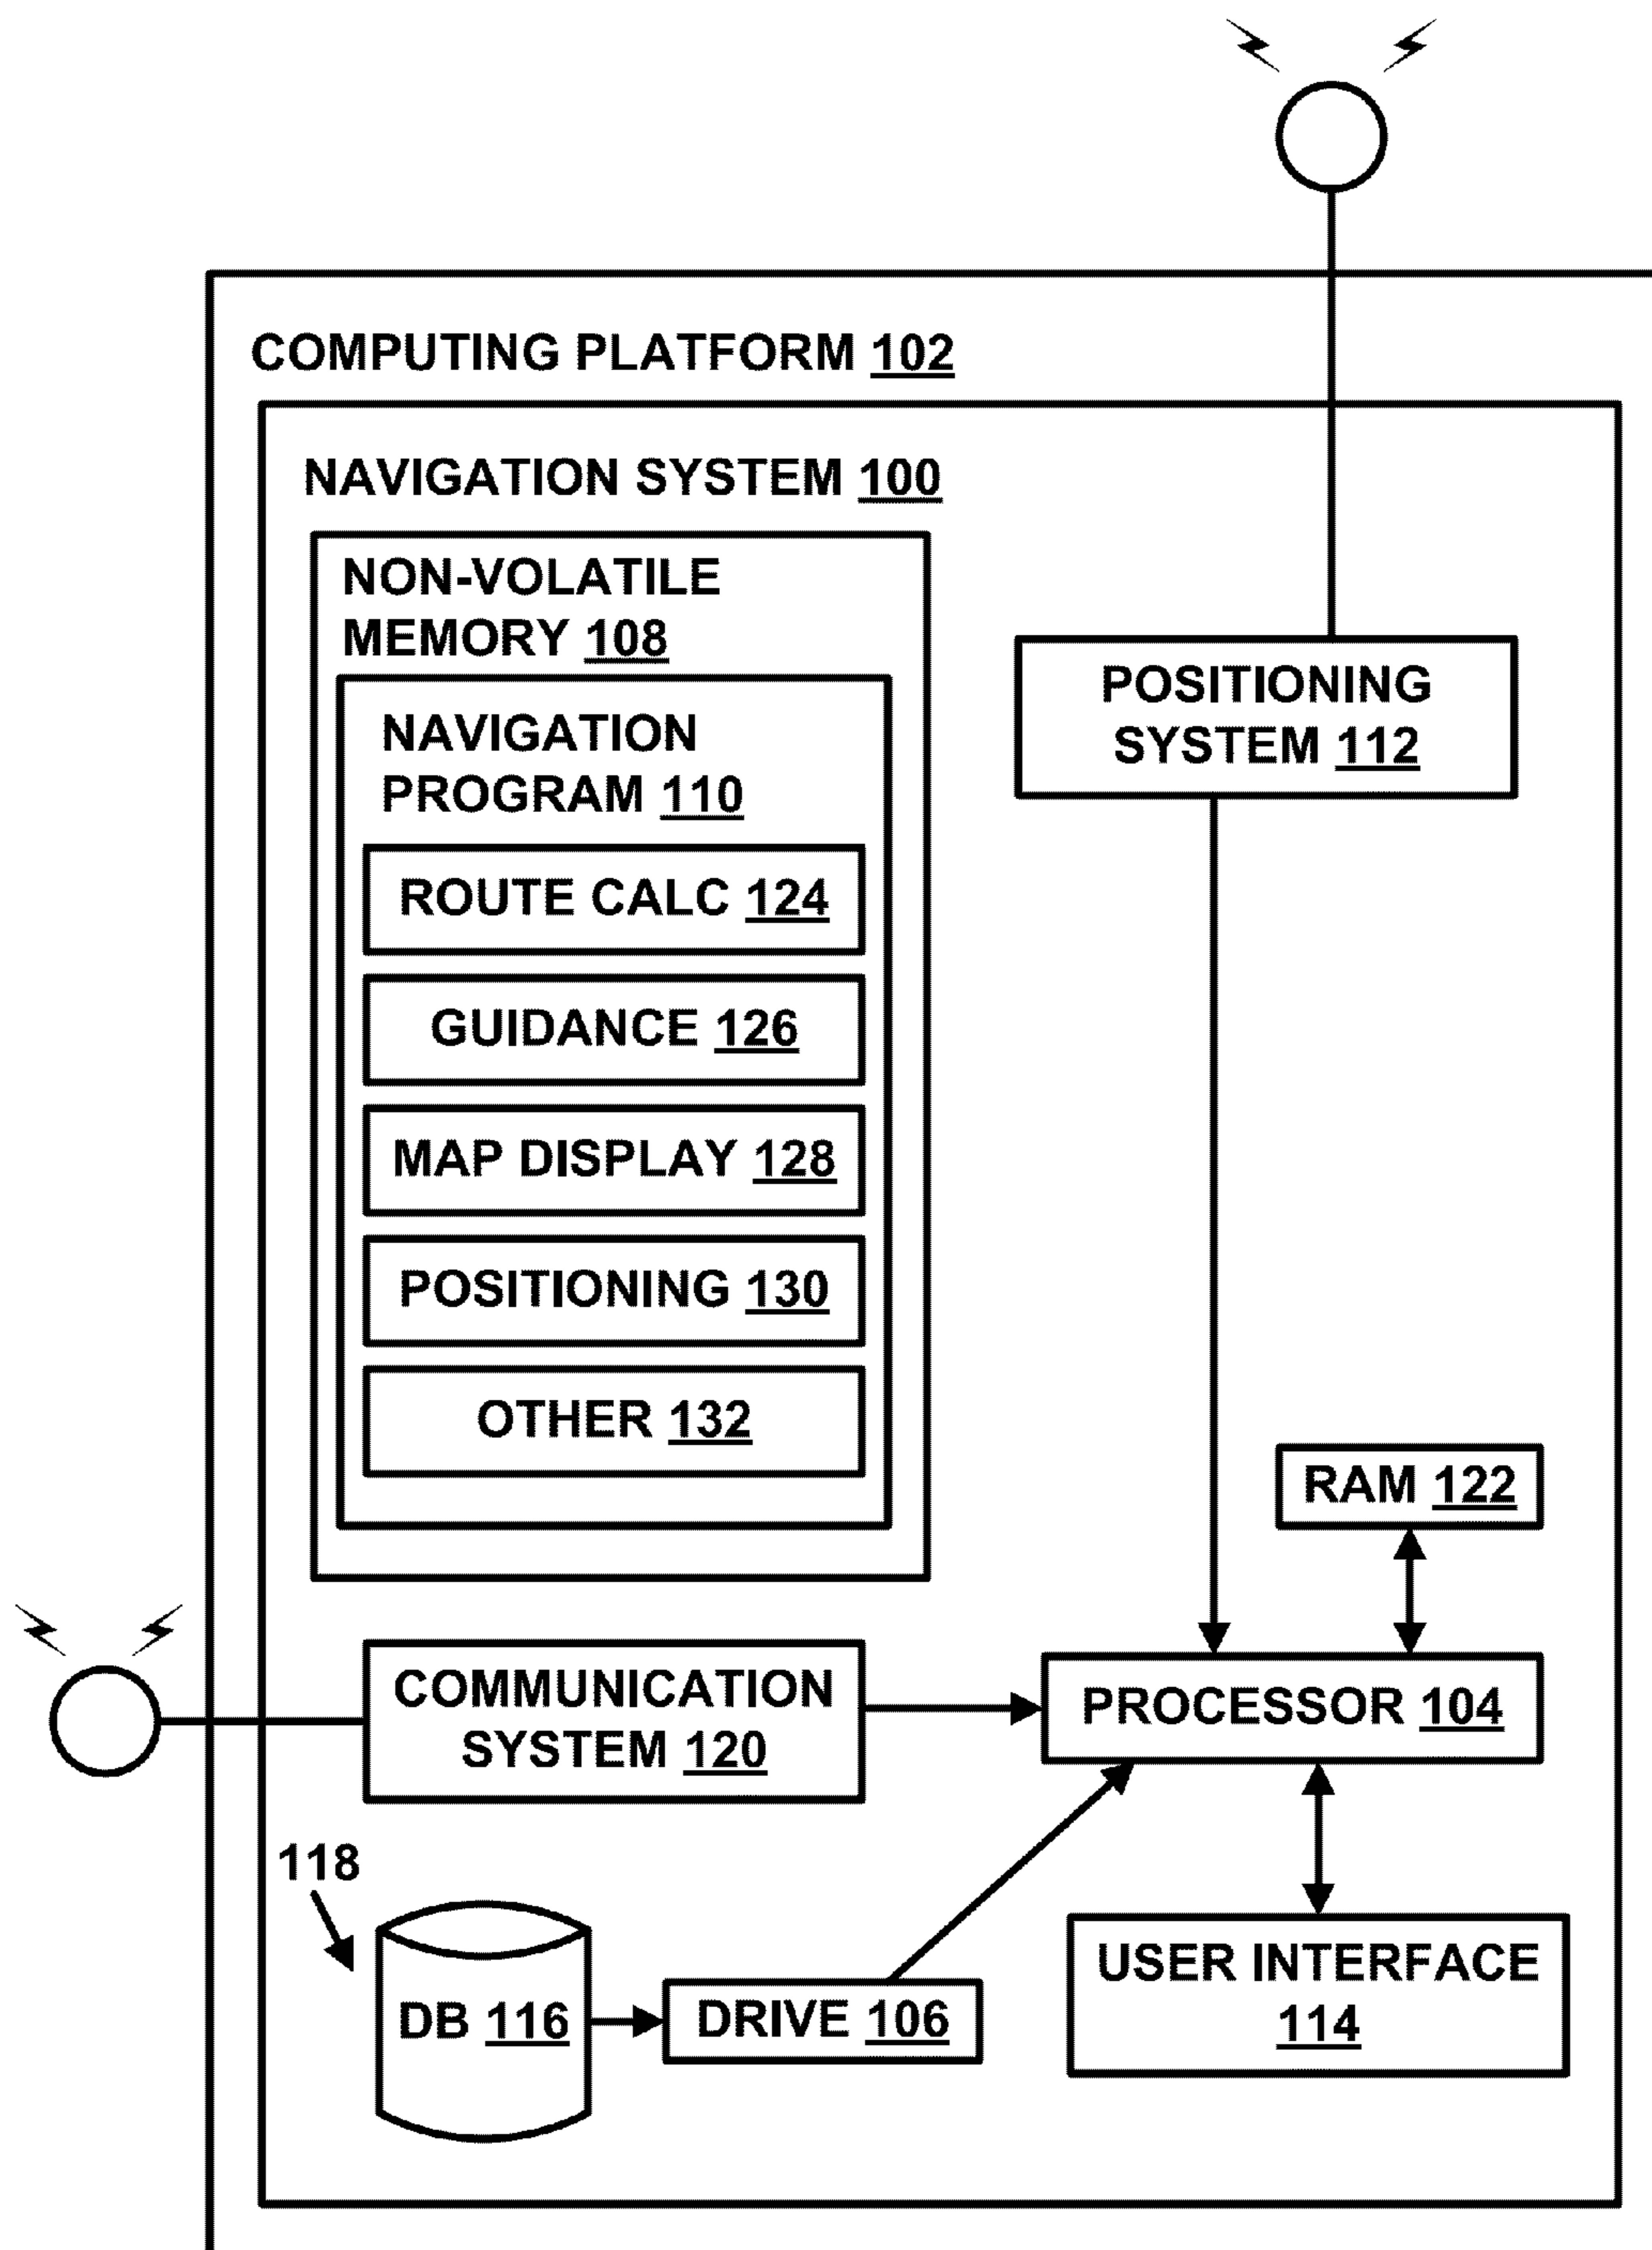 COMPUTING PLATFORM 102
NAVIGATION SYSTEM 100
NON-VOLATILE
MEMORY 108
NAVIGATION
PROGRAM 110
ROUTE CALC 124
GUIDANCE 126
MAP DISPLAY 128
POSITIONING 130
OTHER 132
POSITIONING
SYSTEM 112
RAM 122
COMMUNICATION
SYSTEM 120
PROCESSOR 104
118
DB 116
DRIVE 106
USER INTERFACE
114